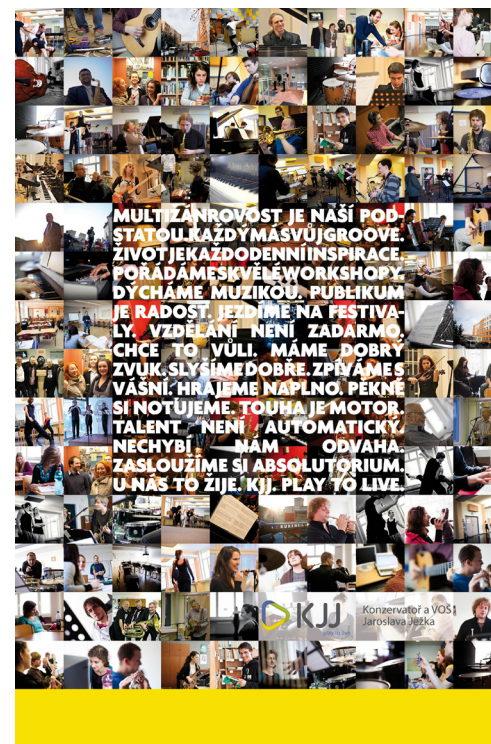 MULTIŽÁNROVOST JE NAŠÍ POD-
STATOU. KAŽDÝ MÁ SVŮJ GROOVE.
ŽIVOT JE KAŽDODENNÍ INSPIRACE.
POŘÁDÁME SKVĚLÉ WORKSHOPY.
DÝCHÁME MUZIKOU. PUBLIKUM
JE RADOST. JEZDÍME NA FESTIVA-
LY. VZDĚLÁNÍ NENÍ ZADARMO.
CHCE TO VŮLI. MÁME DOBRÝ
ZVUK. SLYŠÍME DOBŘE. ZPÍVÁME S
VÁŠNÍ. HRAJEME NAPLNO. PĚKNĚ
SI NOTUJEME. TOUHA JE MOTOR.
TALENT NENÍ AUTOMATICKÝ.
NECHYBÍ NÁM ODVAHA.
ZASLOUŽÍME SI ABSOLUTORIUM.
U NÁS TO ŽIJE. KJJ. PLAY TO LIVE.
KJJ
play to live
Konzervatoř a VOŠ
Jaroslava Ježka